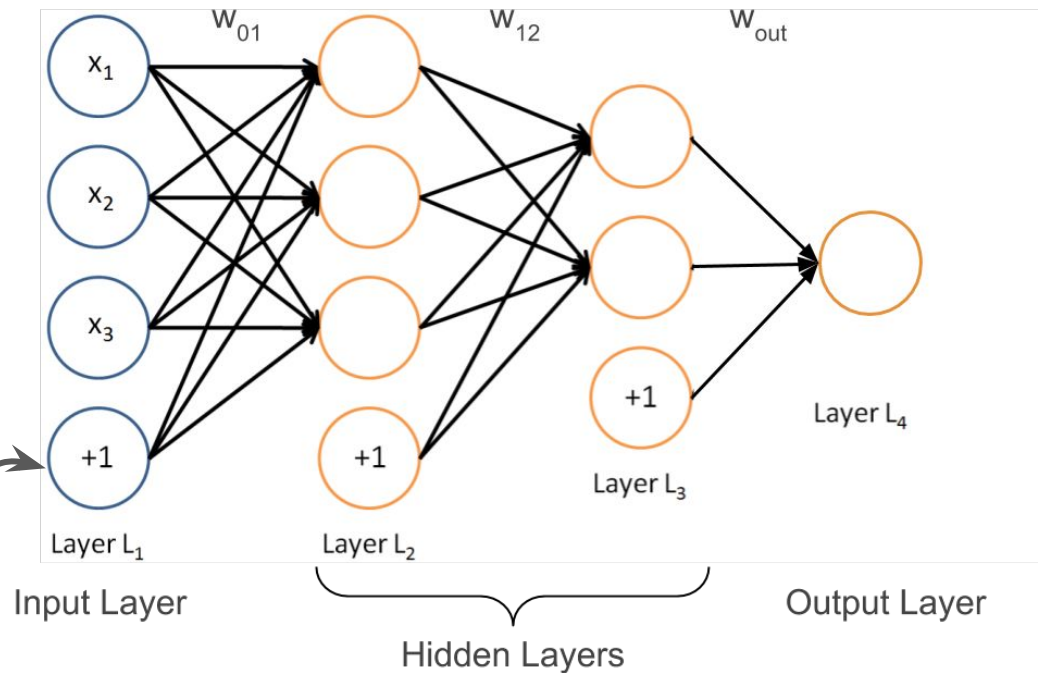 W₀₁ W₁₂ W_out
x₁
x₂
x₃
+1 +1 +1
Layer L₁ Layer L₂ Layer L₃ Layer L₄
Input Layer Hidden Layers Output Layer